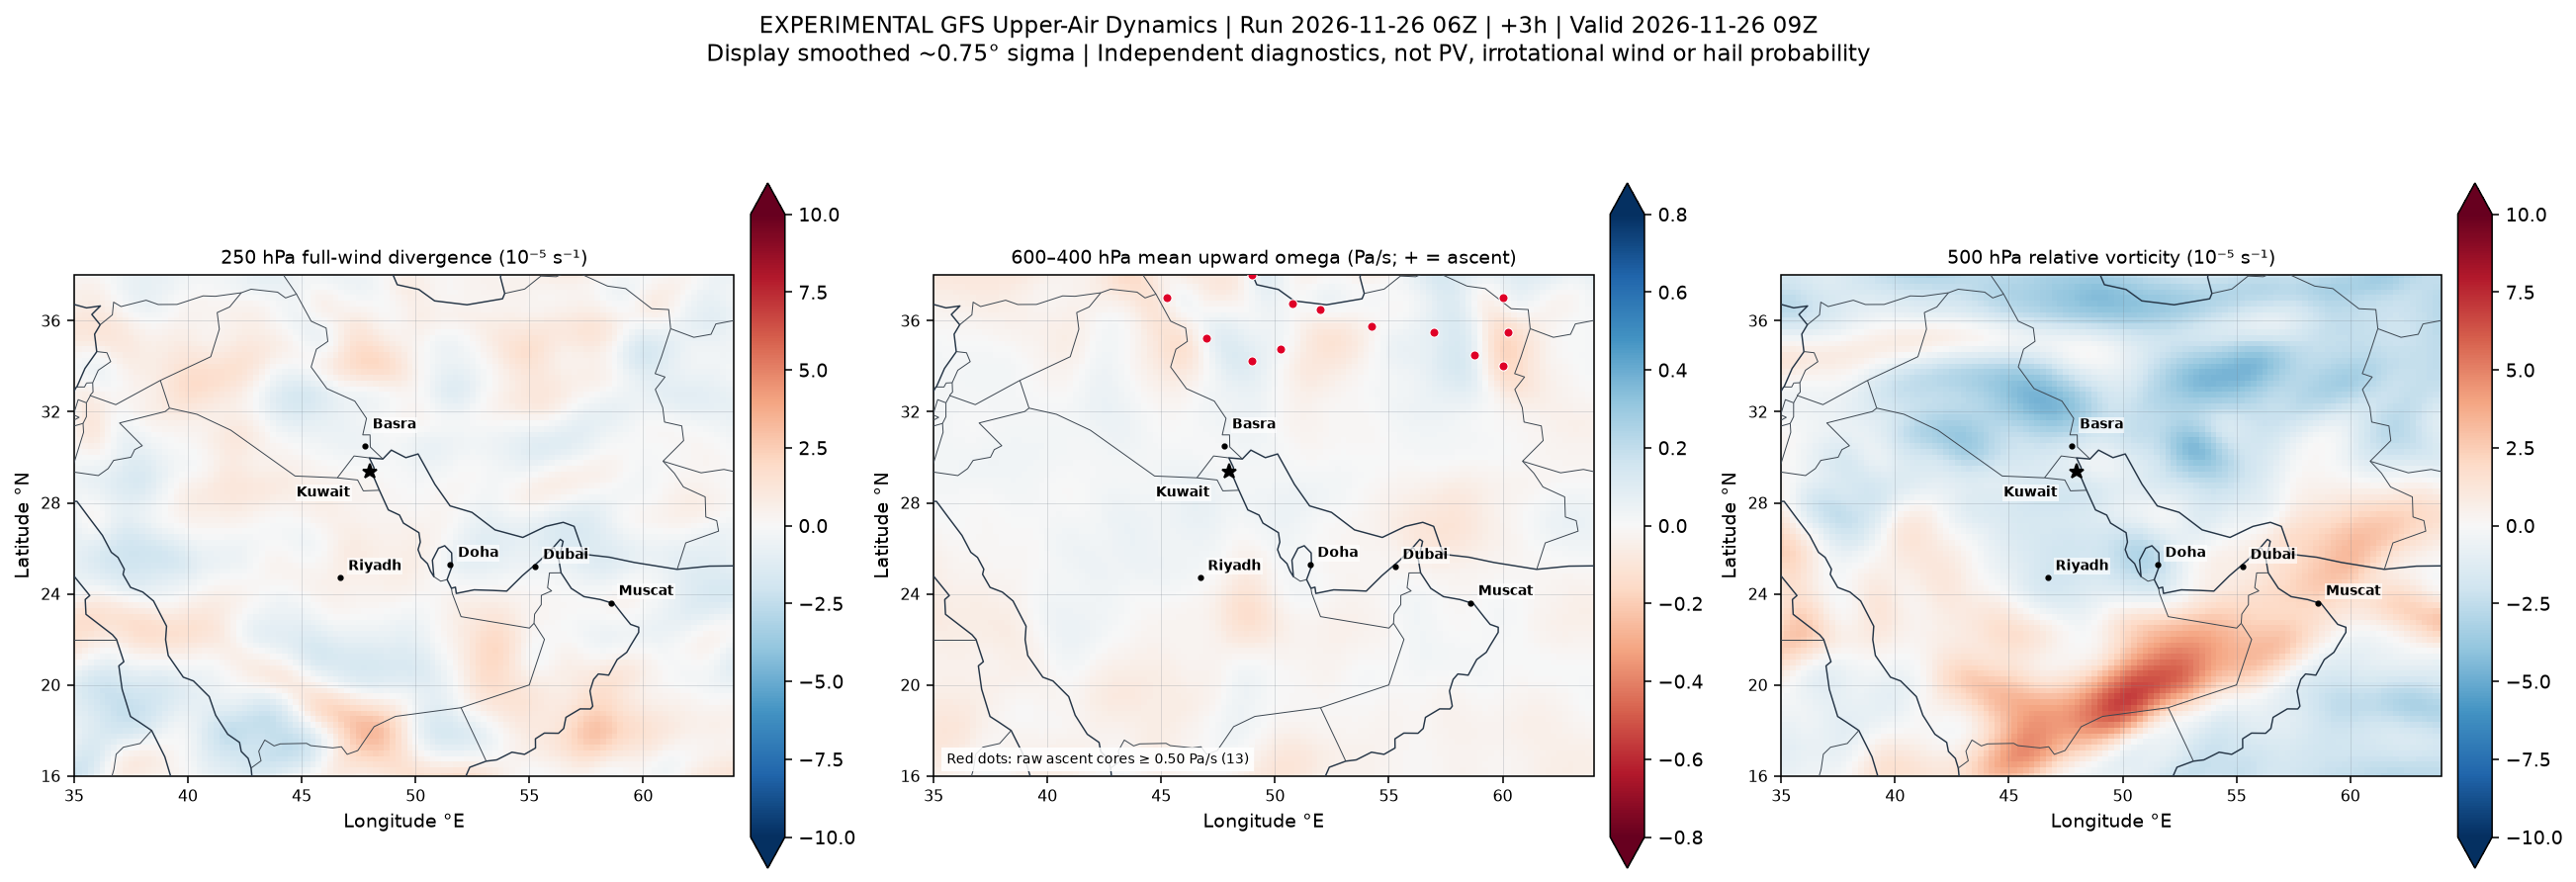 EXPERIMENTAL GFS Upper-Air Dynamics | Run 2026-11-26 06Z | +3h | Valid 2026-11-26 09Z
Display smoothed ~0.75° sigma | Independent diagnostics, not PV, irrotational wind or hail probability
250 hPa full-wind divergence (10⁻⁵ s⁻¹)
36
32
28
24
20
16
Latitude °N
35
40
45
50
55
60
Longitude °E
Basra
Kuwait
Riyadh
Doha
Dubai
Muscat
10.0
7.5
5.0
2.5
0.0
−2.5
−5.0
−7.5
−10.0
600–400 hPa mean upward omega (Pa/s; + = ascent)
36
32
28
24
20
16
Latitude °N
35
40
45
50
55
60
Longitude °E
Basra
Kuwait
Riyadh
Doha
Dubai
Muscat
Red dots: raw ascent cores ≥ 0.50 Pa/s (13)
0.8
0.6
0.4
0.2
0.0
−0.2
−0.4
−0.6
−0.8
500 hPa relative vorticity (10⁻⁵ s⁻¹)
36
32
28
24
20
16
Latitude °N
35
40
45
50
55
60
Longitude °E
Basra
Kuwait
Riyadh
Doha
Dubai
Muscat
10.0
7.5
5.0
2.5
0.0
−2.5
−5.0
−7.5
−10.0